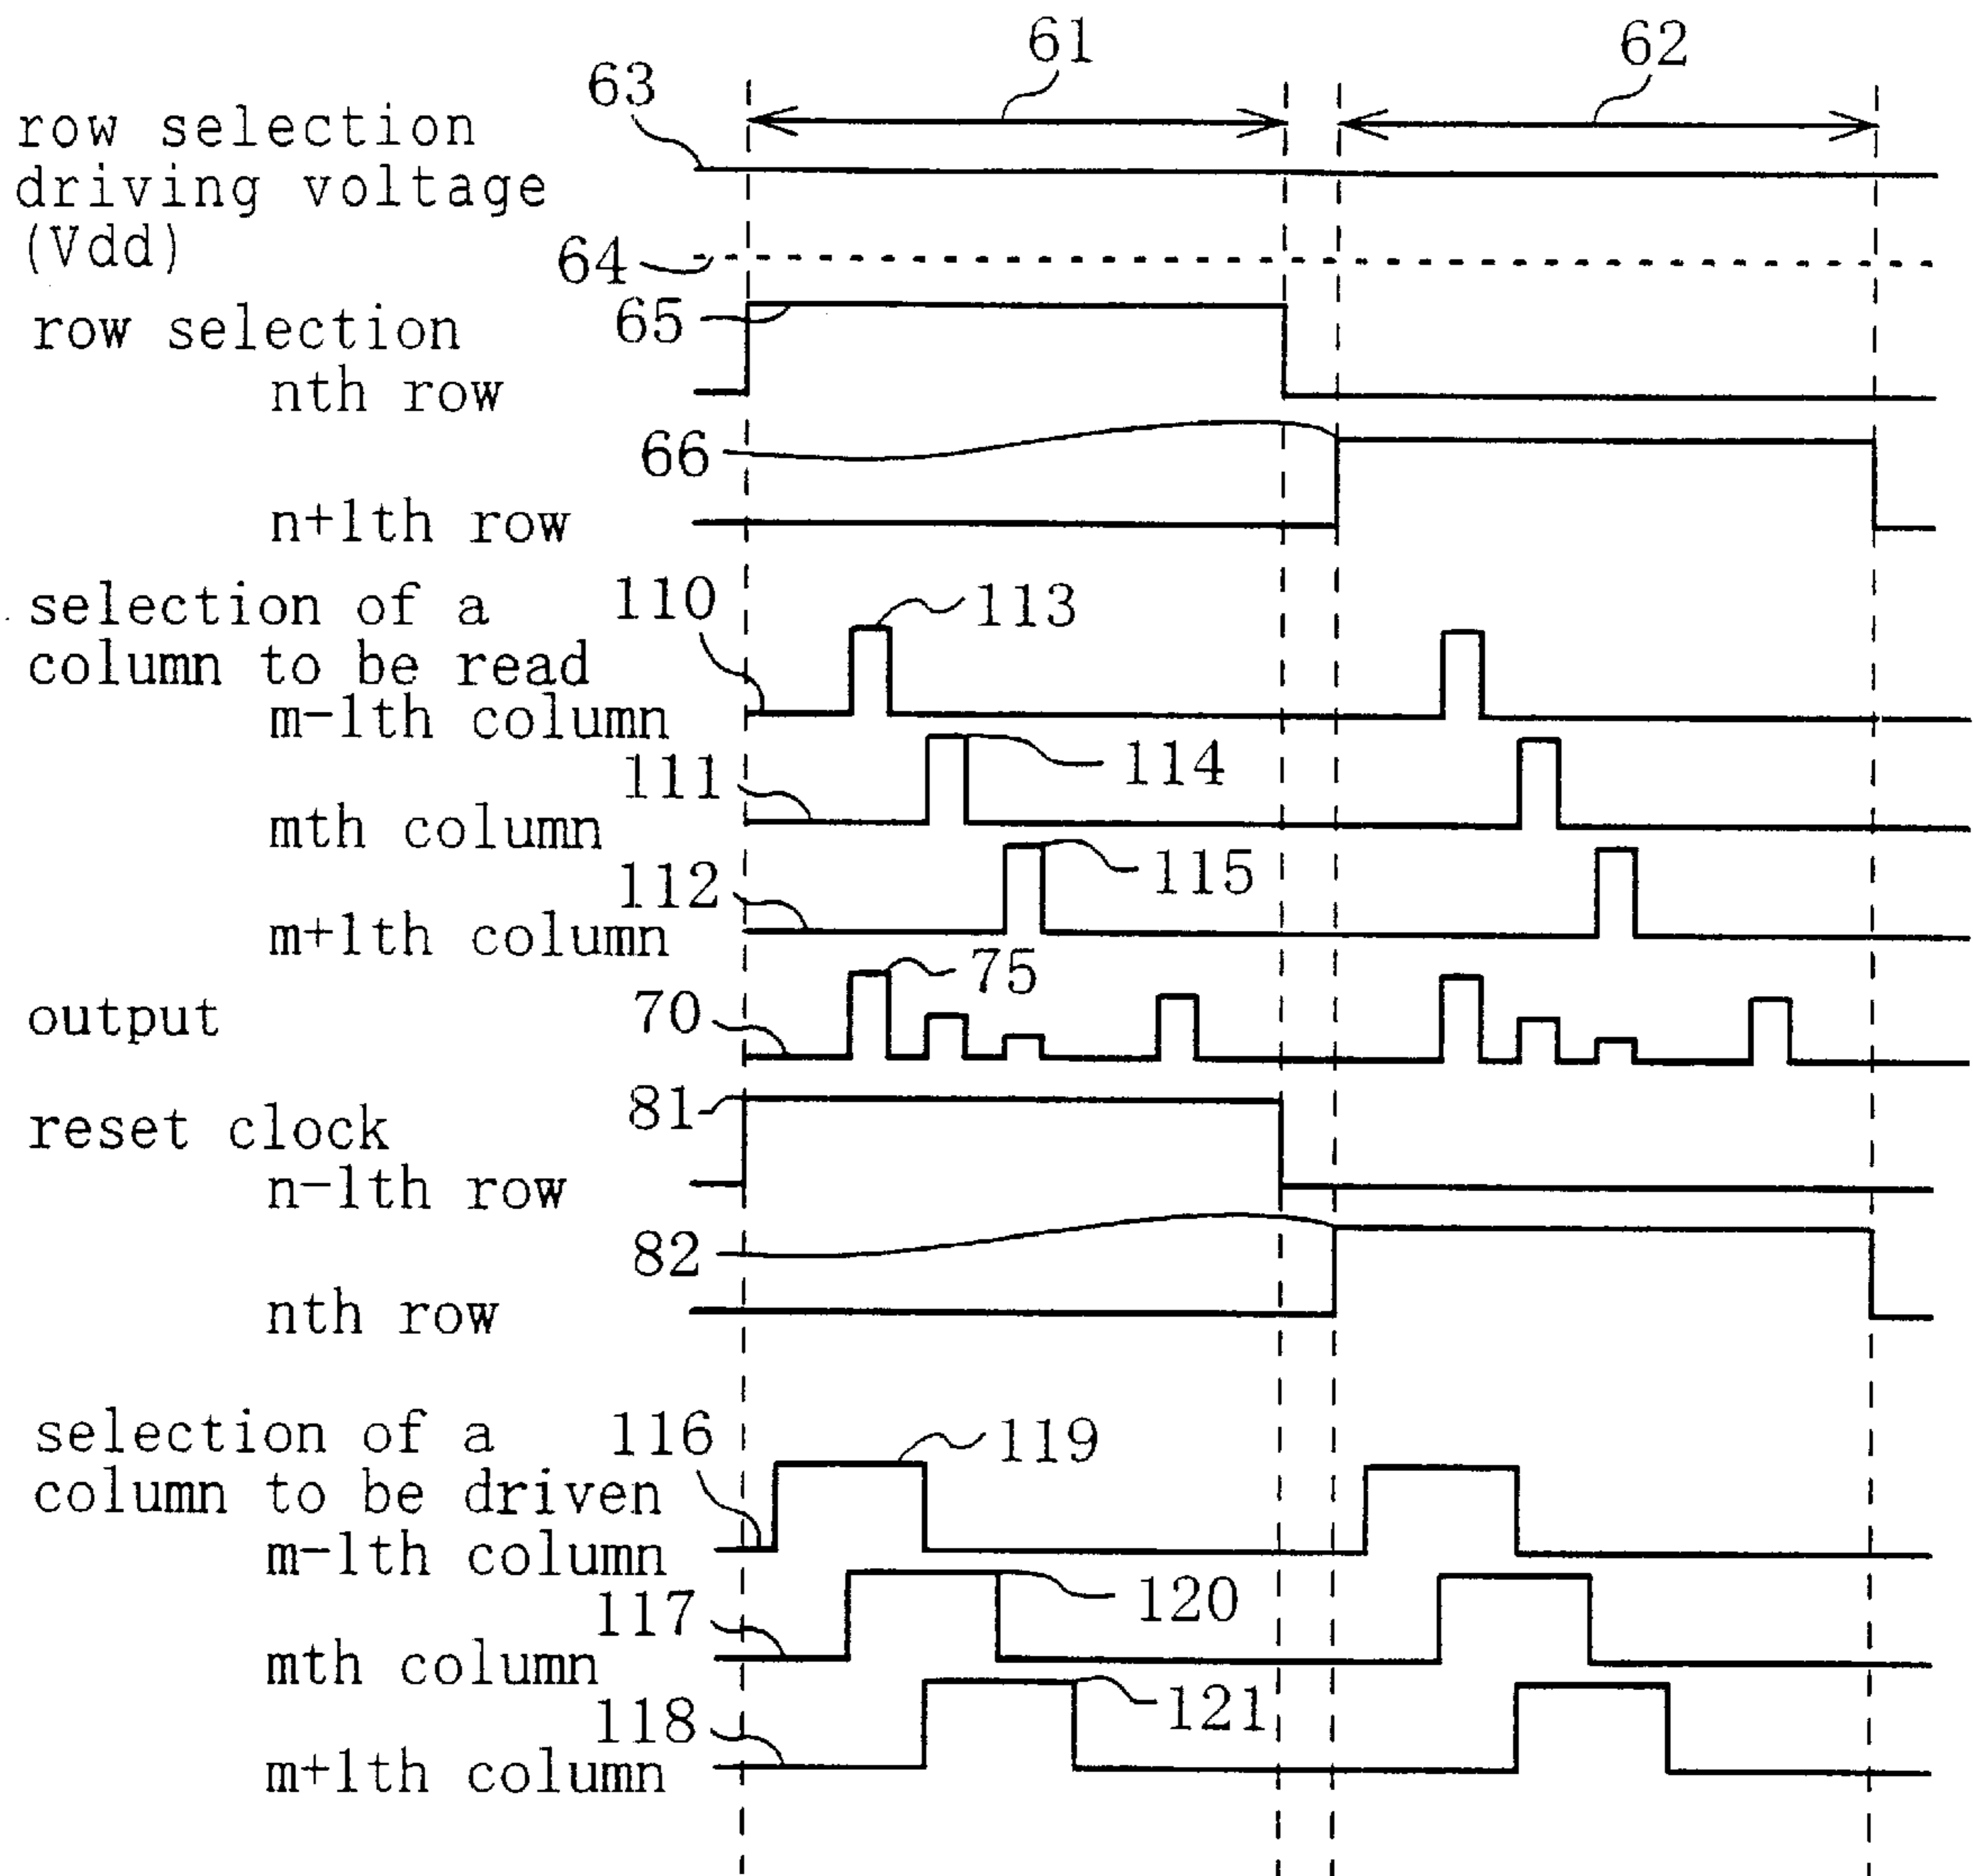 61
62
63
row selection
driving voltage
(Vdd)
64
65
row selection
nth row
66
n+1th row
selection of a
column to be read
110
113
m-1th column
114
111
mth column
115
112
m+1th column
75
output
70
81
reset clock
n-1th row
82
nth row
selection of a
column to be driven
116
119
m-1th column
120
117
mth column
121
118
m+1th column